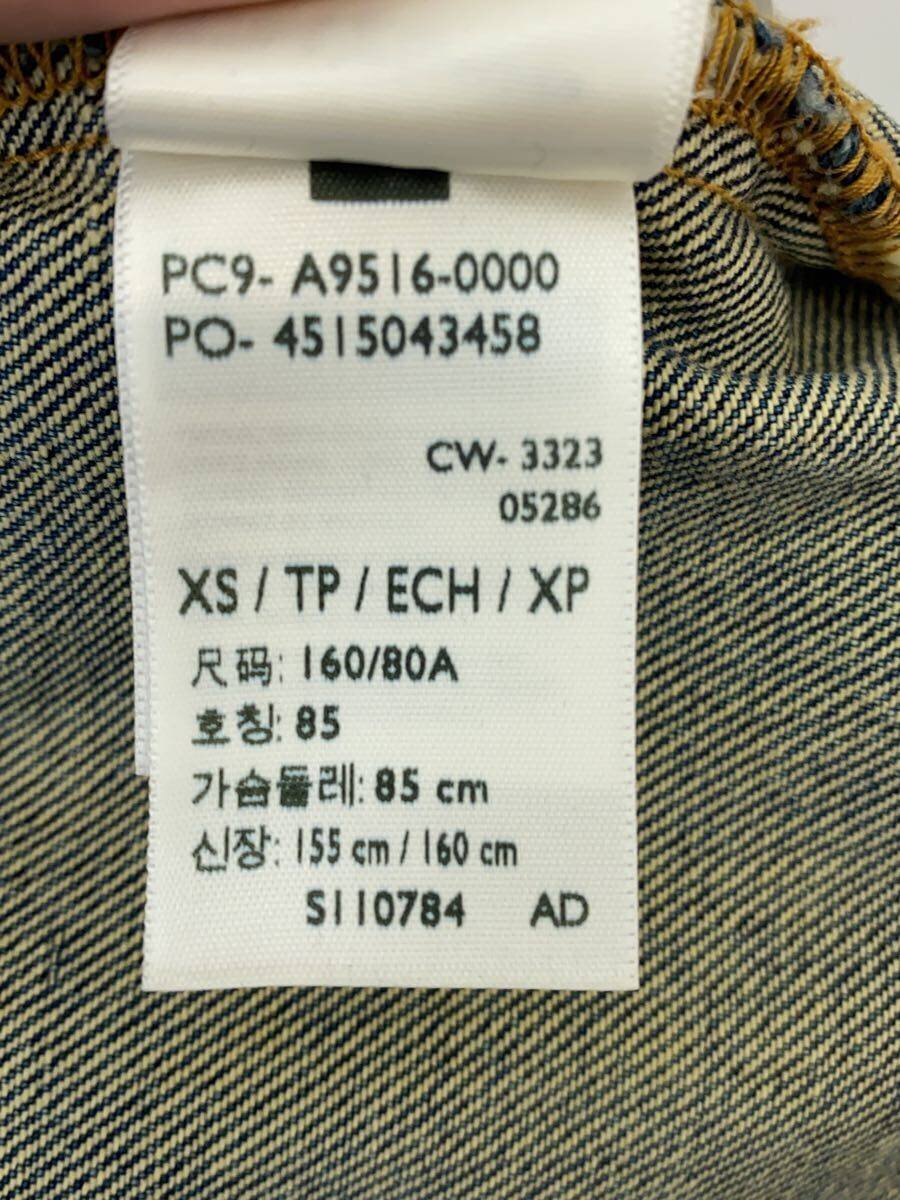 PC9- A9516-0000
PO- 4515043458
CW- 3323
05286
XS / TP / ECH / XP
尺码: 160/80A
호칭: 85
가슴둘레: 85 cm
신장: 155 cm / 160 cm
S110784 AD